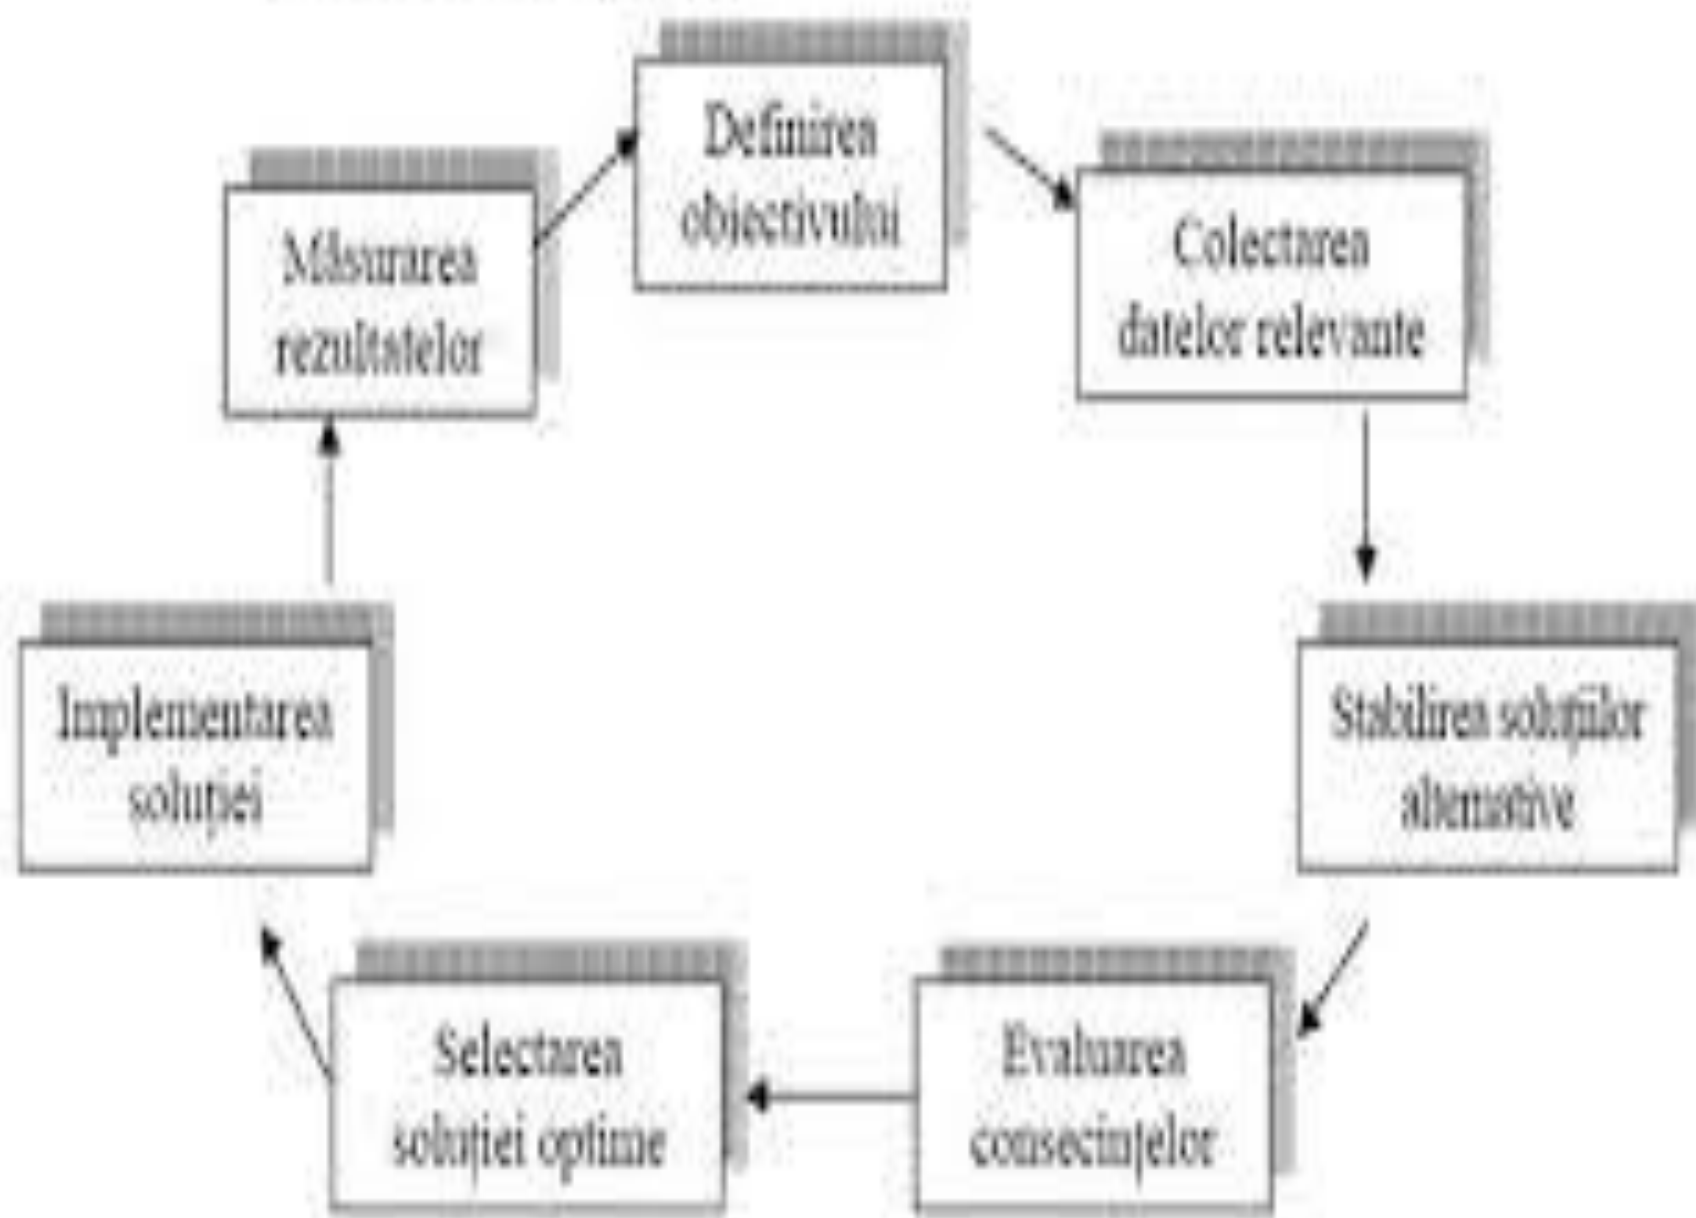 Definirea
obiectivului
Colectarea
datelor relevante
Stabilirea soluțiilor
alternative
Evaluarea
consecințelor
Selectarea
soluției optime
Implementarea
soluției
Măsurarea
rezultatelor